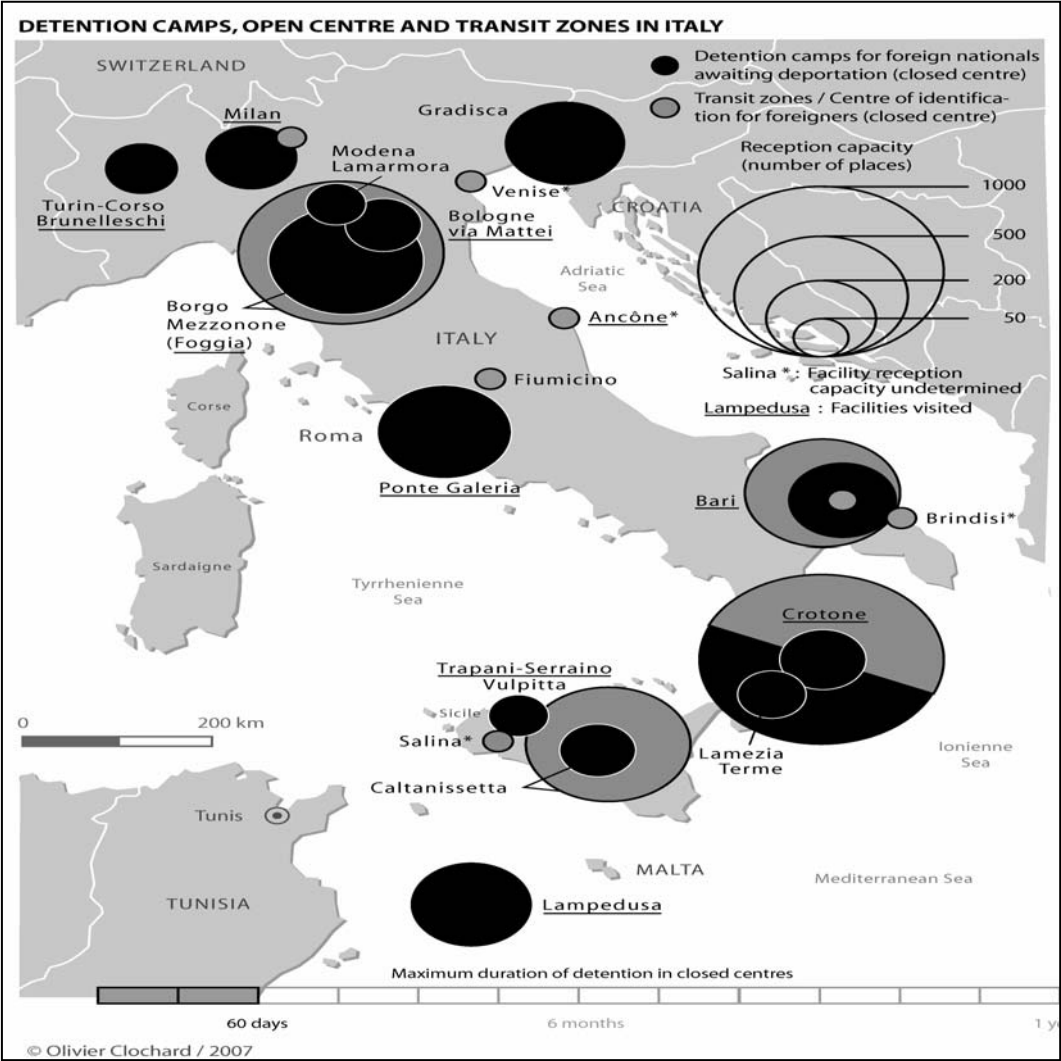 DETENTION CAMPS, OPEN CENTRE AND TRANSIT ZONES IN ITALY
Detention camps for foreign nationals
awaiting deportation (closed centre)
Transit zones / Centre of identifica-
tion for foreigners (closed centre)
Reception capacity
(number of places)
1000
500
200
50
Salina * : Facility reception
capacity undetermined
Lampedusa : Facilities visited
SWITZERLAND
Milan
Gradisca
Modena
Lamarmora
Turin-Corso
Brunelleschi
Venise*
Bologne
via Mattei
CROATIA
Adriatic
Sea
Borgo
Mezzonone
(Foggia)
ITALY
Ancône*
Fiumicino
Corse
Roma
Ponte Galeria
Bari
Brindisi*
Sardaigne
Tyrrhenienne
Sea
Crotone
Trapani-Serraino
Vulpitta
Sicile
Salina*
0
200 km
Lamezia
Terme
Ionienne
Sea
Caltanissetta
Tunis
MALTA
Mediterranean Sea
TUNISIA
Lampedusa
Maximum duration of detention in closed centres
60 days
6 months
1 y
© Olivier Clochard / 2007